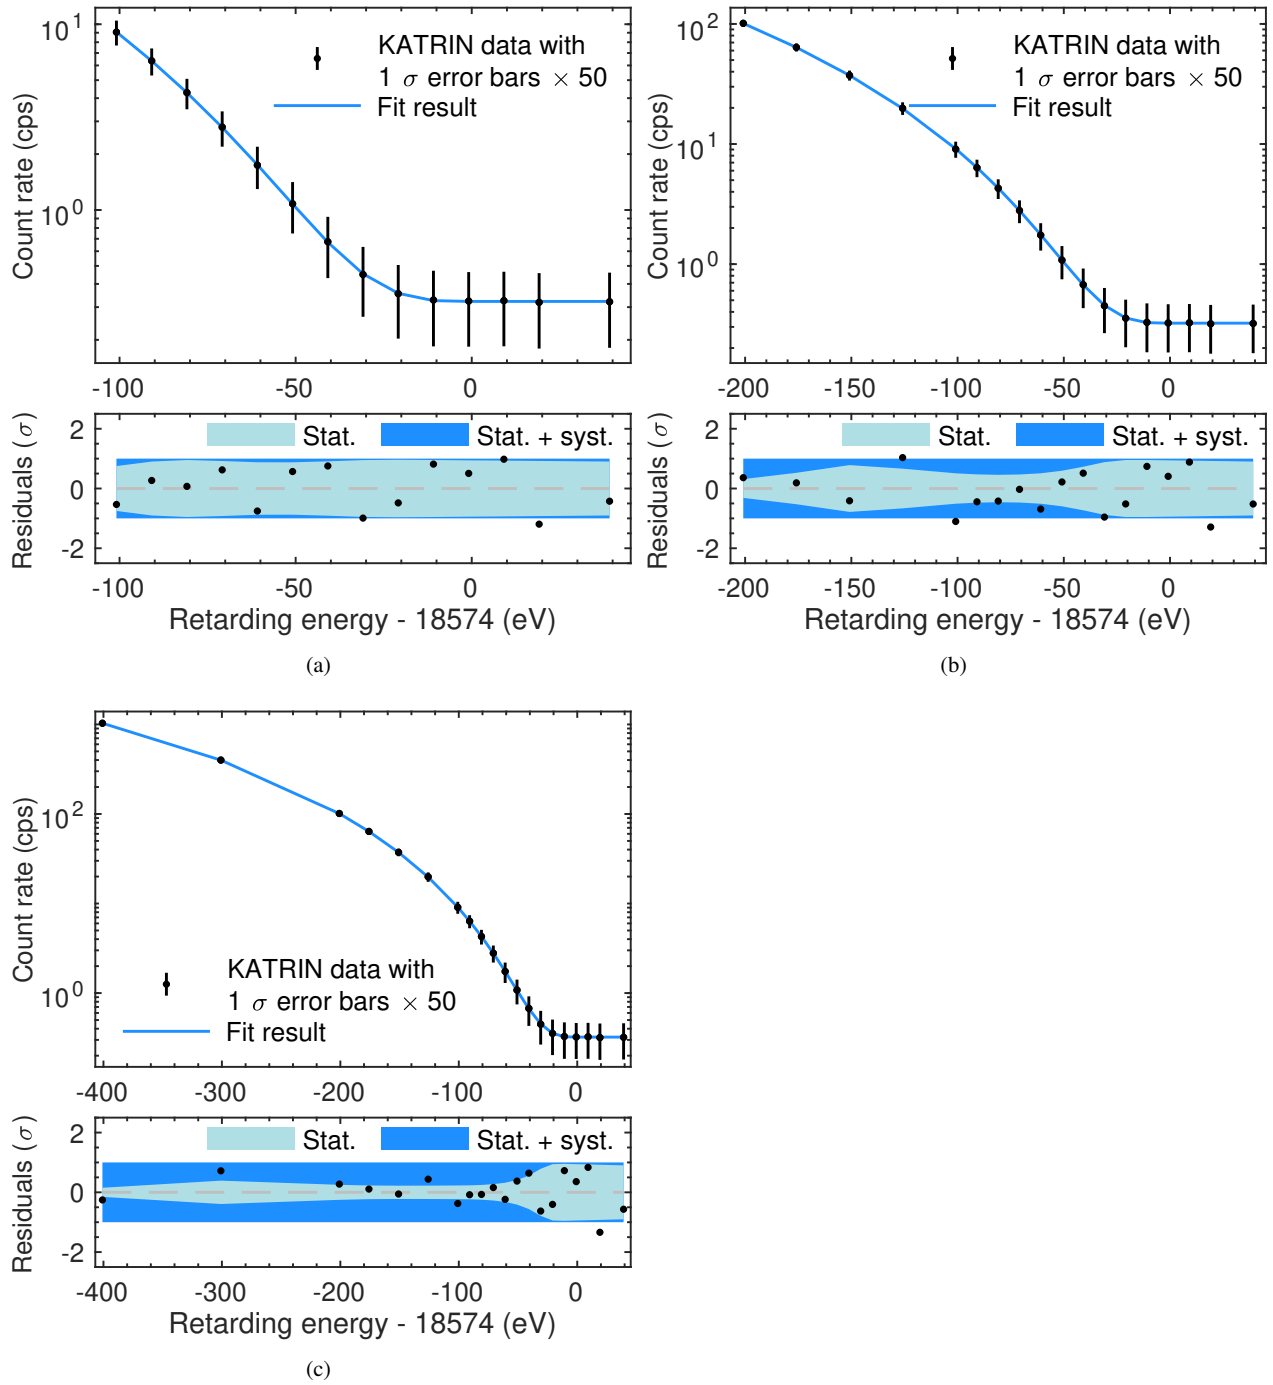 10^1
10^0
Count rate (cps)
KATRIN data with
1 σ error bars × 50
Fit result
-100 -50 0
2
0
-2
Residuals (σ)
Stat. Stat. + syst.
-100 -50 0
Retarding energy - 18574 (eV)
(a)
10^2
10^1
10^0
Count rate (cps)
KATRIN data with
1 σ error bars × 50
Fit result
-200 -150 -100 -50 0
2
0
-2
Residuals (σ)
Stat. Stat. + syst.
-200 -150 -100 -50 0
Retarding energy - 18574 (eV)
(b)
10^2
10^0
Count rate (cps)
KATRIN data with
1 σ error bars × 50
Fit result
-400 -300 -200 -100 0
2
0
-2
Residuals (σ)
Stat. Stat. + syst.
-400 -300 -200 -100 0
Retarding energy - 18574 (eV)
(c)